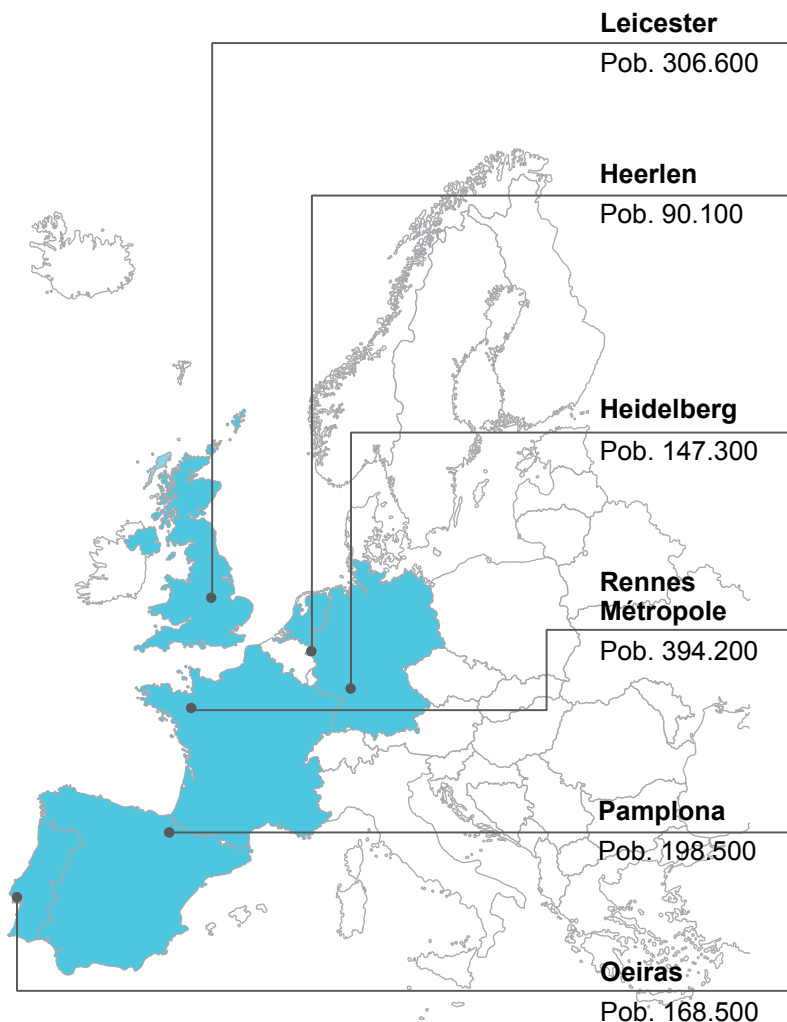 Leicester
Pob. 306.600
Heerlen
Pob. 90.100
Heidelberg
Pob. 147.300
Rennes
Métropole
Pob. 394.200
Pamplona
Pob. 198.500
Oeiras
Pob. 168.500